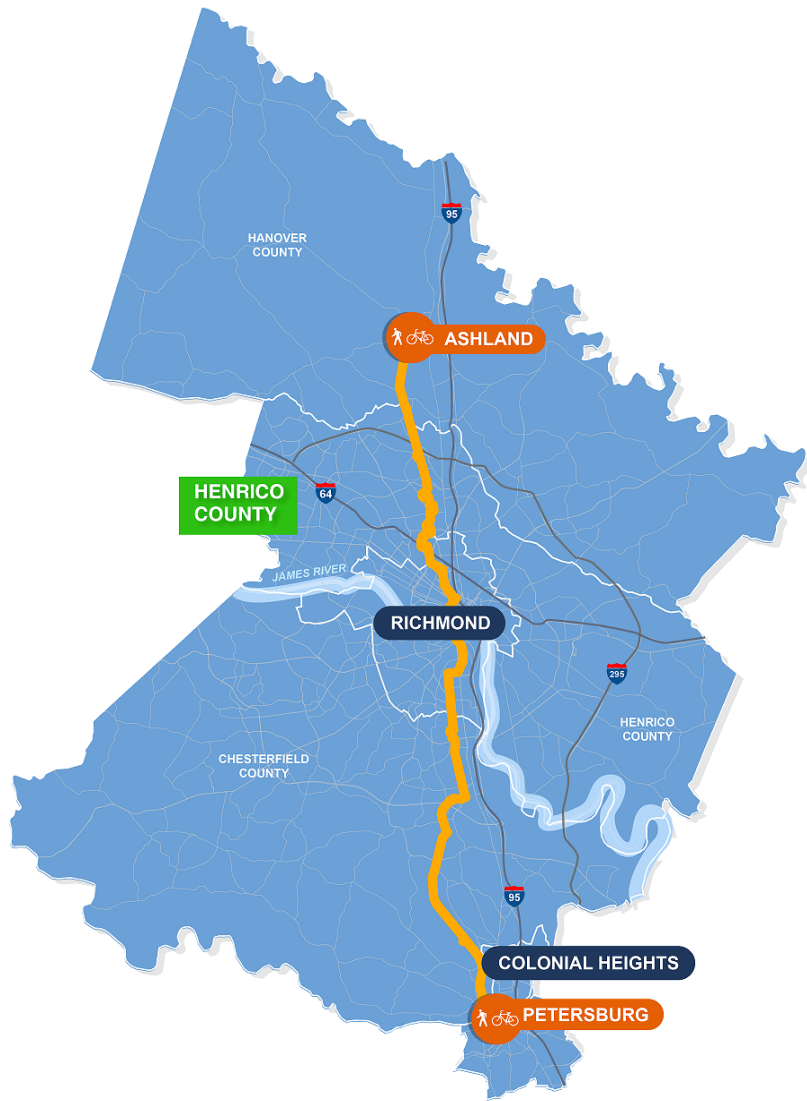 95
HANOVER
COUNTY
ASHLAND
HENRICO
COUNTY
64
JAMES RIVER
RICHMOND
295
HENRICO
COUNTY
CHESTERFIELD
COUNTY
95
COLONIAL HEIGHTS
PETERSBURG